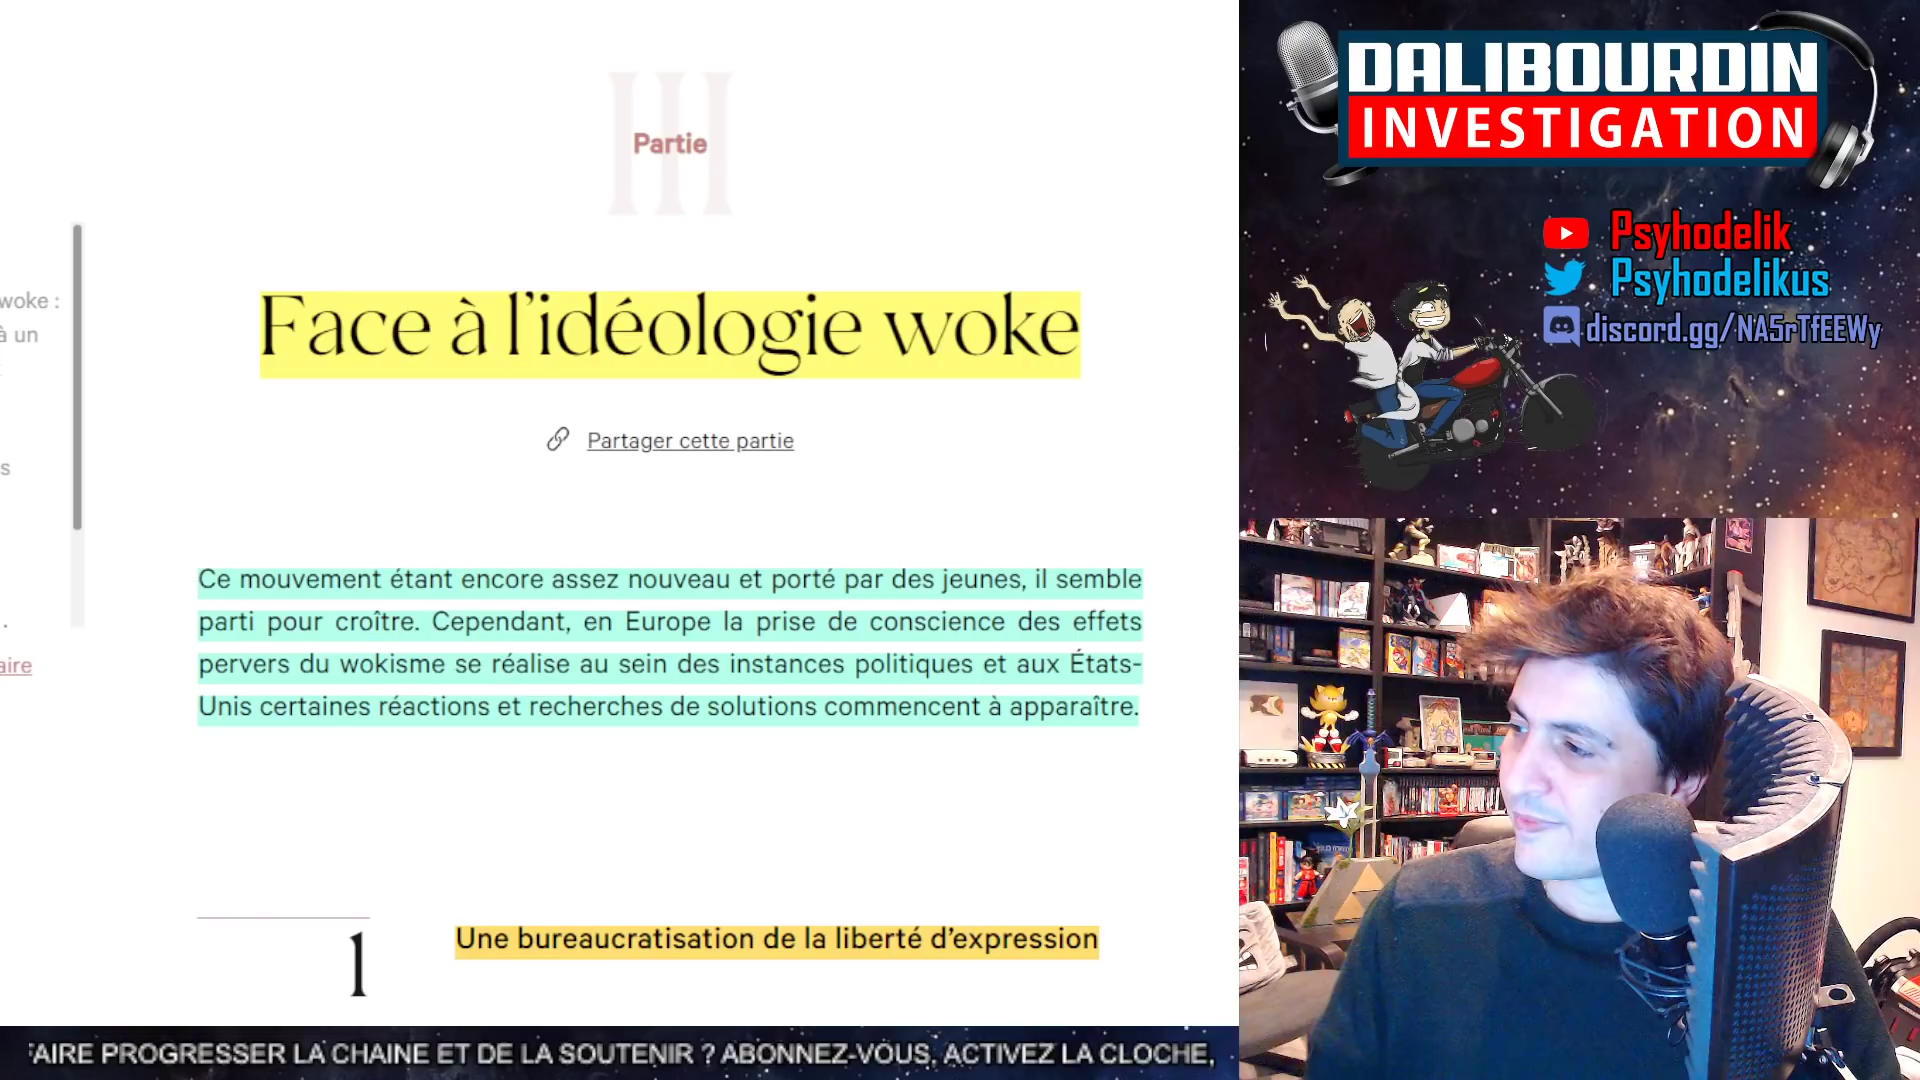 III
Partie
Face à l’idéologie woke
Partager cette partie
Ce mouvement étant encore assez nouveau et porté par des jeunes, il semble
parti pour croître. Cependant, en Europe la prise de conscience des effets
pervers du wokisme se réalise au sein des instances politiques et aux États-
Unis certaines réactions et recherches de solutions commencent à apparaître.
1
Une bureaucratisation de la liberté d’expression
woke :
à un
s
.
aire
DALIBOURDIN
INVESTIGATION
Psyhodelik
Psyhodelikus
discord.gg/NA5rTfEEWy
AIRE PROGRESSER LA CHAINE ET DE LA SOUTENIR ? ABONNEZ-VOUS, ACTIVEZ LA CLOCHE,